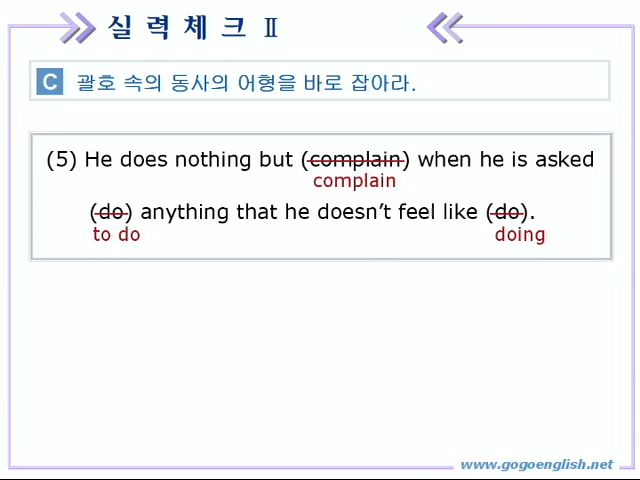 실 력 체 크 Ⅱ
C 괄호 속의 동사의 어형을 바로 잡아라.
(5) He does nothing but (complain) when he is asked
complain
(do) anything that he doesn’t feel like (do).
to do doing
www.gogoenglish.net